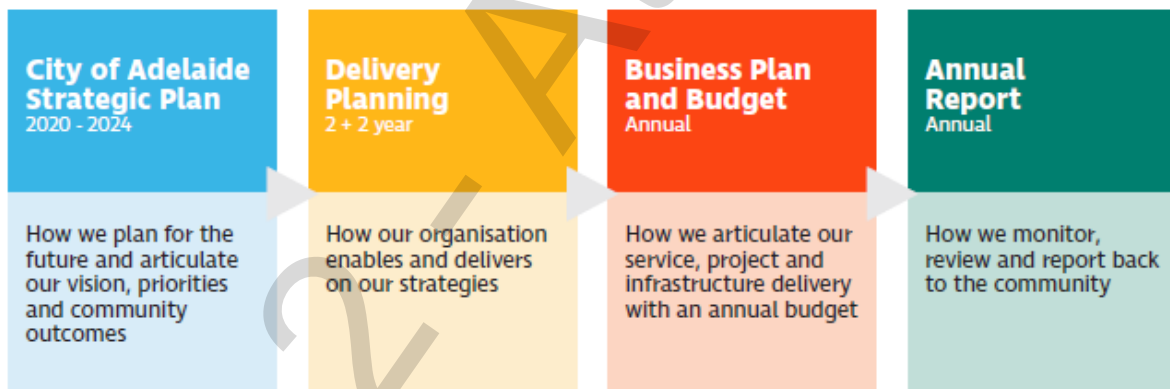 City of Adelaide
Strategic Plan
2020 - 2024
How we plan for the
future and articulate
our vision, priorities
and community
outcomes
Delivery
Planning
2 + 2 year
How our organisation
enables and delivers
on our strategies
Business Plan
and Budget
Annual
How we articulate our
service, project and
infrastructure delivery
with an annual budget
Annual
Report
Annual
How we monitor,
review and report back
to the community